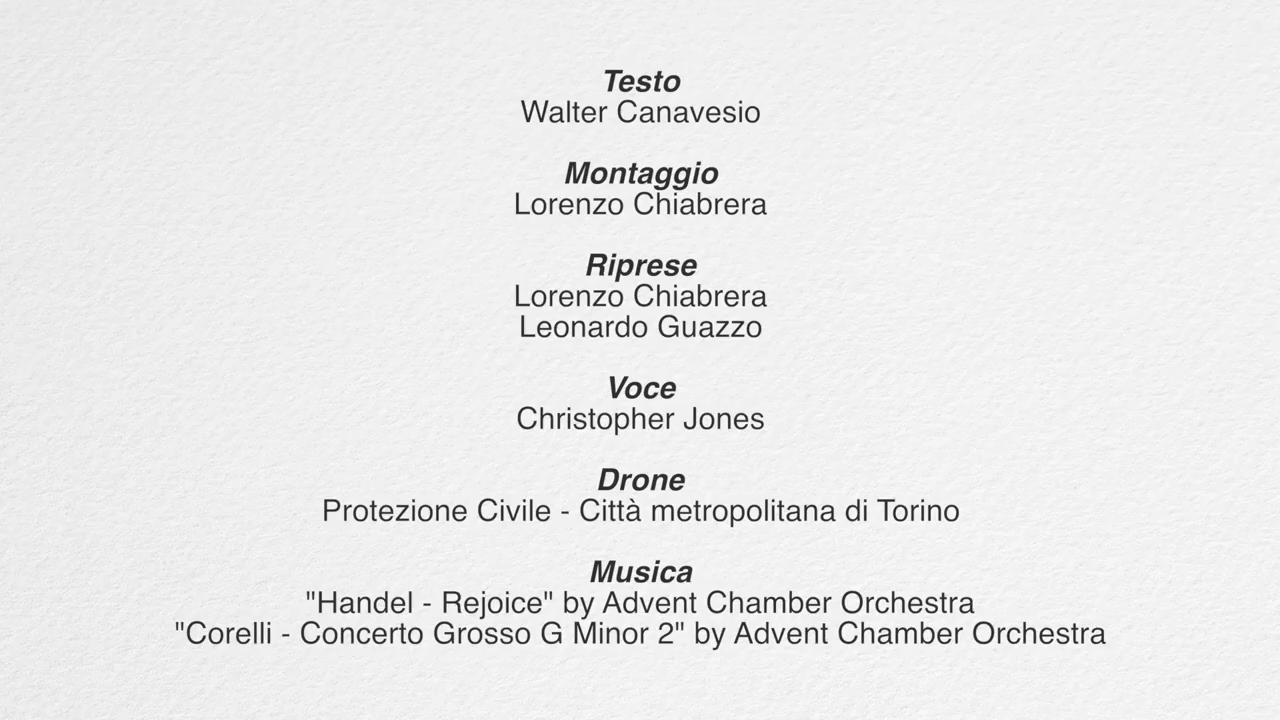 Testo
Walter Canavesio
Montaggio
Lorenzo Chiabrera
Riprese
Lorenzo Chiabrera
Leonardo Guazzo
Voce
Christopher Jones
Drone
Protezione Civile - Città metropolitana di Torino
Musica
"Handel - Rejoice" by Advent Chamber Orchestra
"Corelli - Concerto Grosso G Minor 2" by Advent Chamber Orchestra